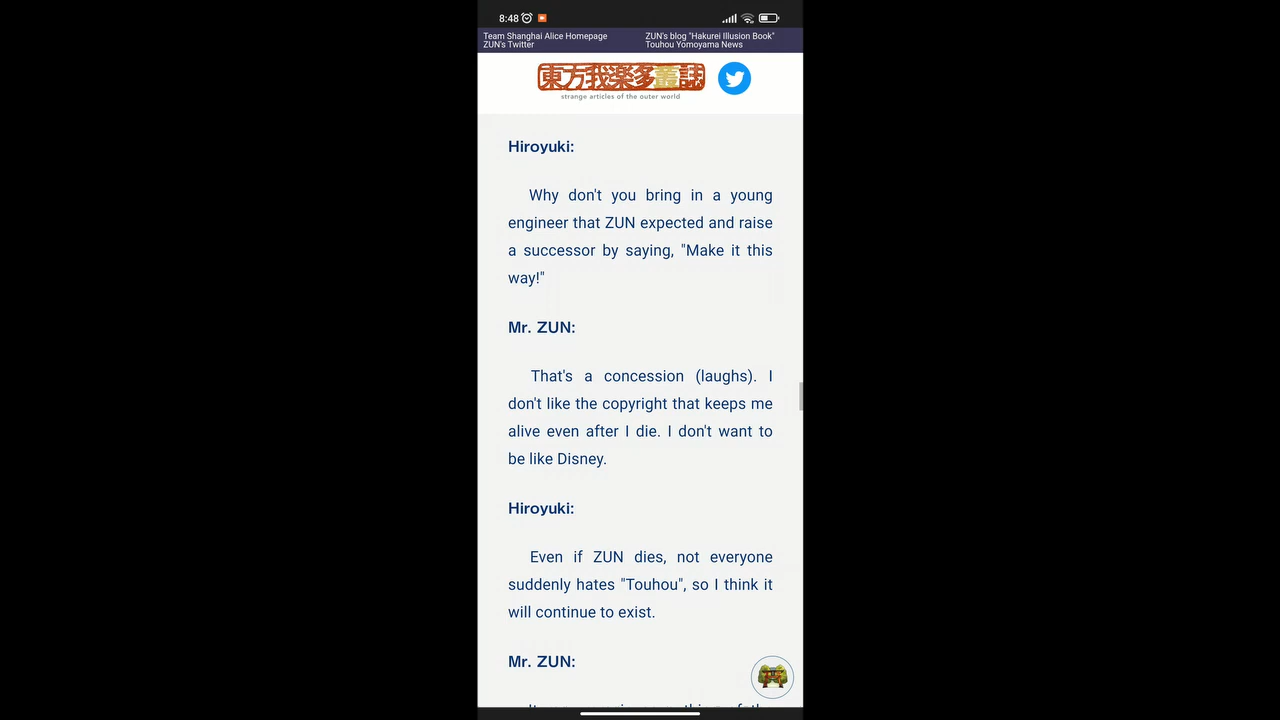 8:48
Team Shanghai Alice Homepage
ZUN's blog "Hakurei Illusion Book"
ZUN's Twitter
Touhou Yomoyama News
東方我楽多叢誌
strange articles of the outer world
Hiroyuki:
Why don't you bring in a young
engineer that ZUN expected and raise
a successor by saying, "Make it this
way!"
Mr. ZUN:
That's a concession (laughs). I
don't like the copyright that keeps me
alive even after I die. I don't want to
be like Disney.
Hiroyuki:
Even if ZUN dies, not everyone
suddenly hates "Touhou", so I think it
will continue to exist.
Mr. ZUN: